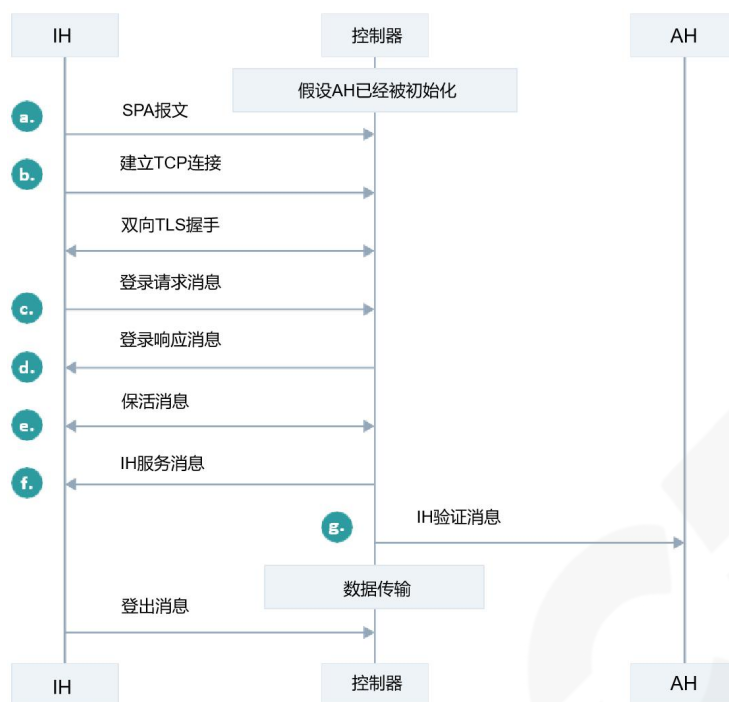 IH 控制器 AH
假设AH已经被初始化
a. SPA报文
b. 建立TCP连接
双向TLS握手
c. 登录请求消息
d. 登录响应消息
e. 保活消息
f. IH服务消息
g. IH验证消息
数据传输
登出消息
IH 控制器 AH